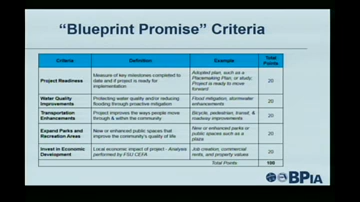 “Blueprint Promise” Criteria
Criteria Definition Example Total
Points
Project Readiness
Measure of key milestones completed
to date and if project is ready for
implementation
Adopted plan, such as a
Placemaking Plan, or study;
Project is ready to move
forward
20
Water Quality
Improvements
Protecting water quality and/or reducing
flooding through proactive mitigation
Flood mitigation, stormwater
enhancements
20
Transportation
Enhancements
Project improves the ways people move
through & within the community
Bicycle, pedestrian, transit, &
roadway improvements
20
Expand Parks and
Recreation Areas
New or enhanced public spaces that
improve the community's quality of life
New or enhanced parks or
public spaces such as a
plaza
20
Invest in Economic
Development
Local economic impact of project - Analysis
performed by FSU CEFA
Job creation, commercial
rents, and property values
20
Total Points 100
BPIA